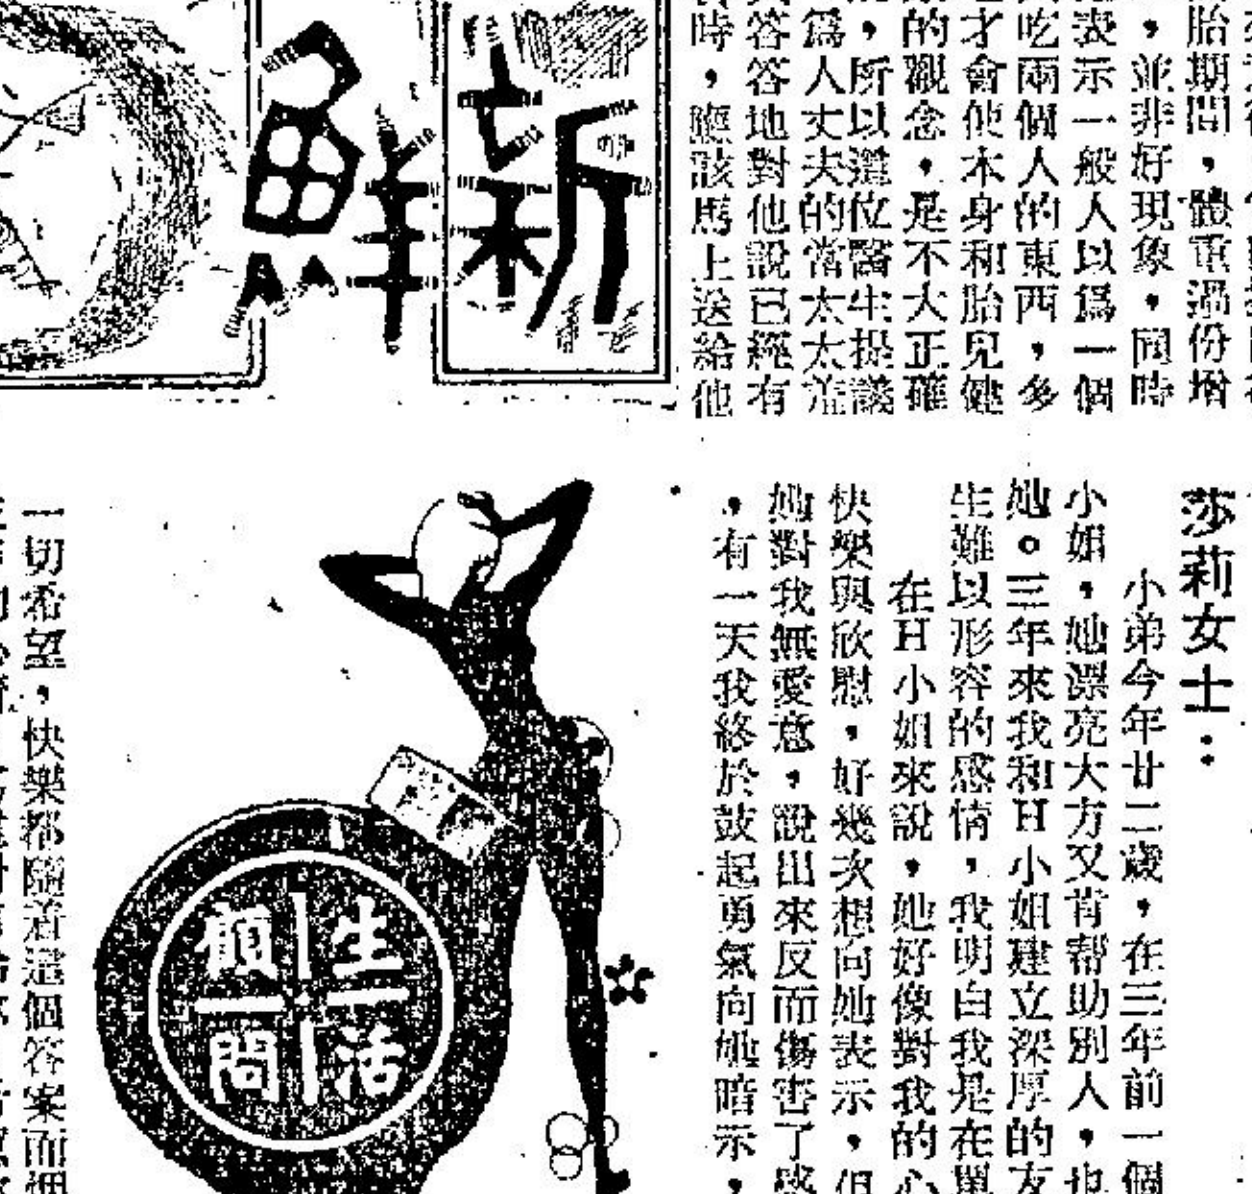 胎期間，體重過份增
，並非好現象，同時
表示一般人以爲一個
吃兩個人的東西，多
才會使本身和胎兒健
的觀念，是不大正確
，所以這位醫生提議
爲人丈夫的當太太羞
答答地對他說已經有
時，應該馬上送給他
新鮮
莎莉女士：
小弟今年廿二歲，在三年前一個
小姐，她漂亮大方又肯幫助別人，也
她。三年來我和H小姐建立深厚的友
生難以形容的感情，我明白我是在單
在H小姐來說，她好像對我的心
快樂與欣慰，好幾次想向她表示，但
她對我無愛意，說出來反而傷害了感
，有一天我終於鼓起勇氣向她暗示，
生活
顧問
一切希望，快樂都隨着這個答案而